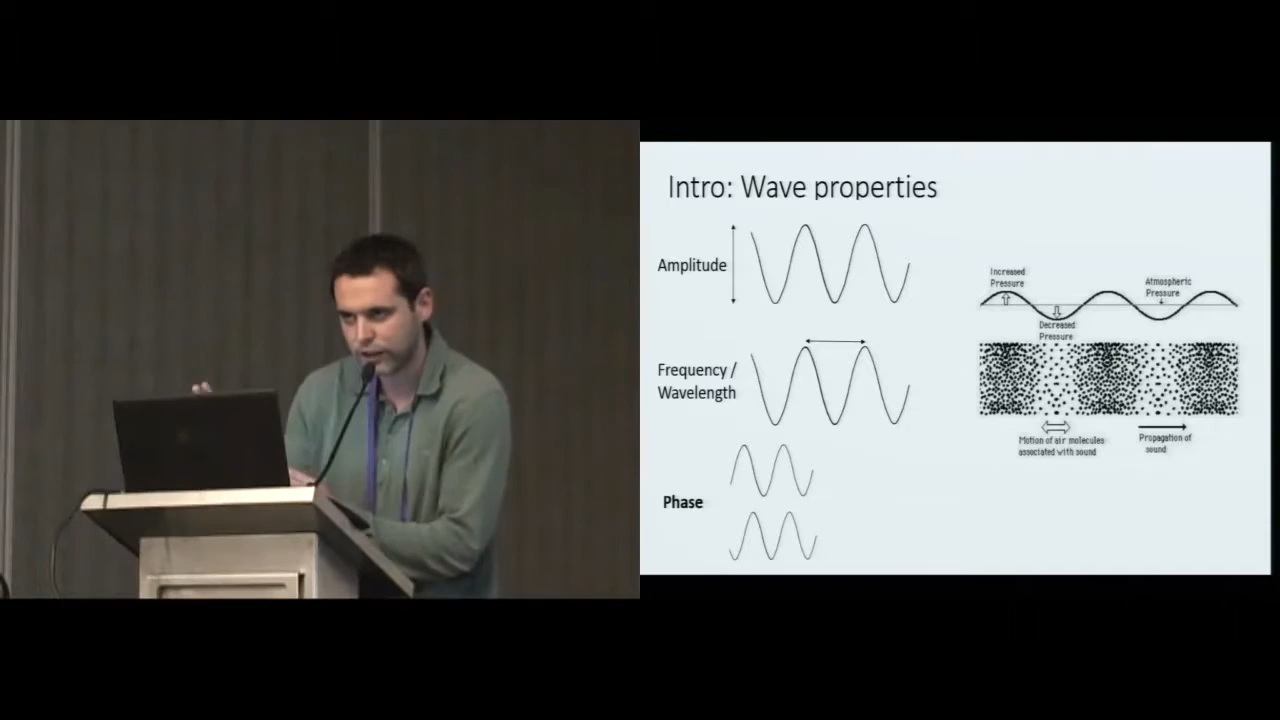 Intro: Wave properties
Amplitude
Frequency /
Wavelength
Phase
Increased
Pressure
Atmospheric
Pressure
Decreased
Pressure
Motion of air molecules
associated with sound
Propagation of
sound